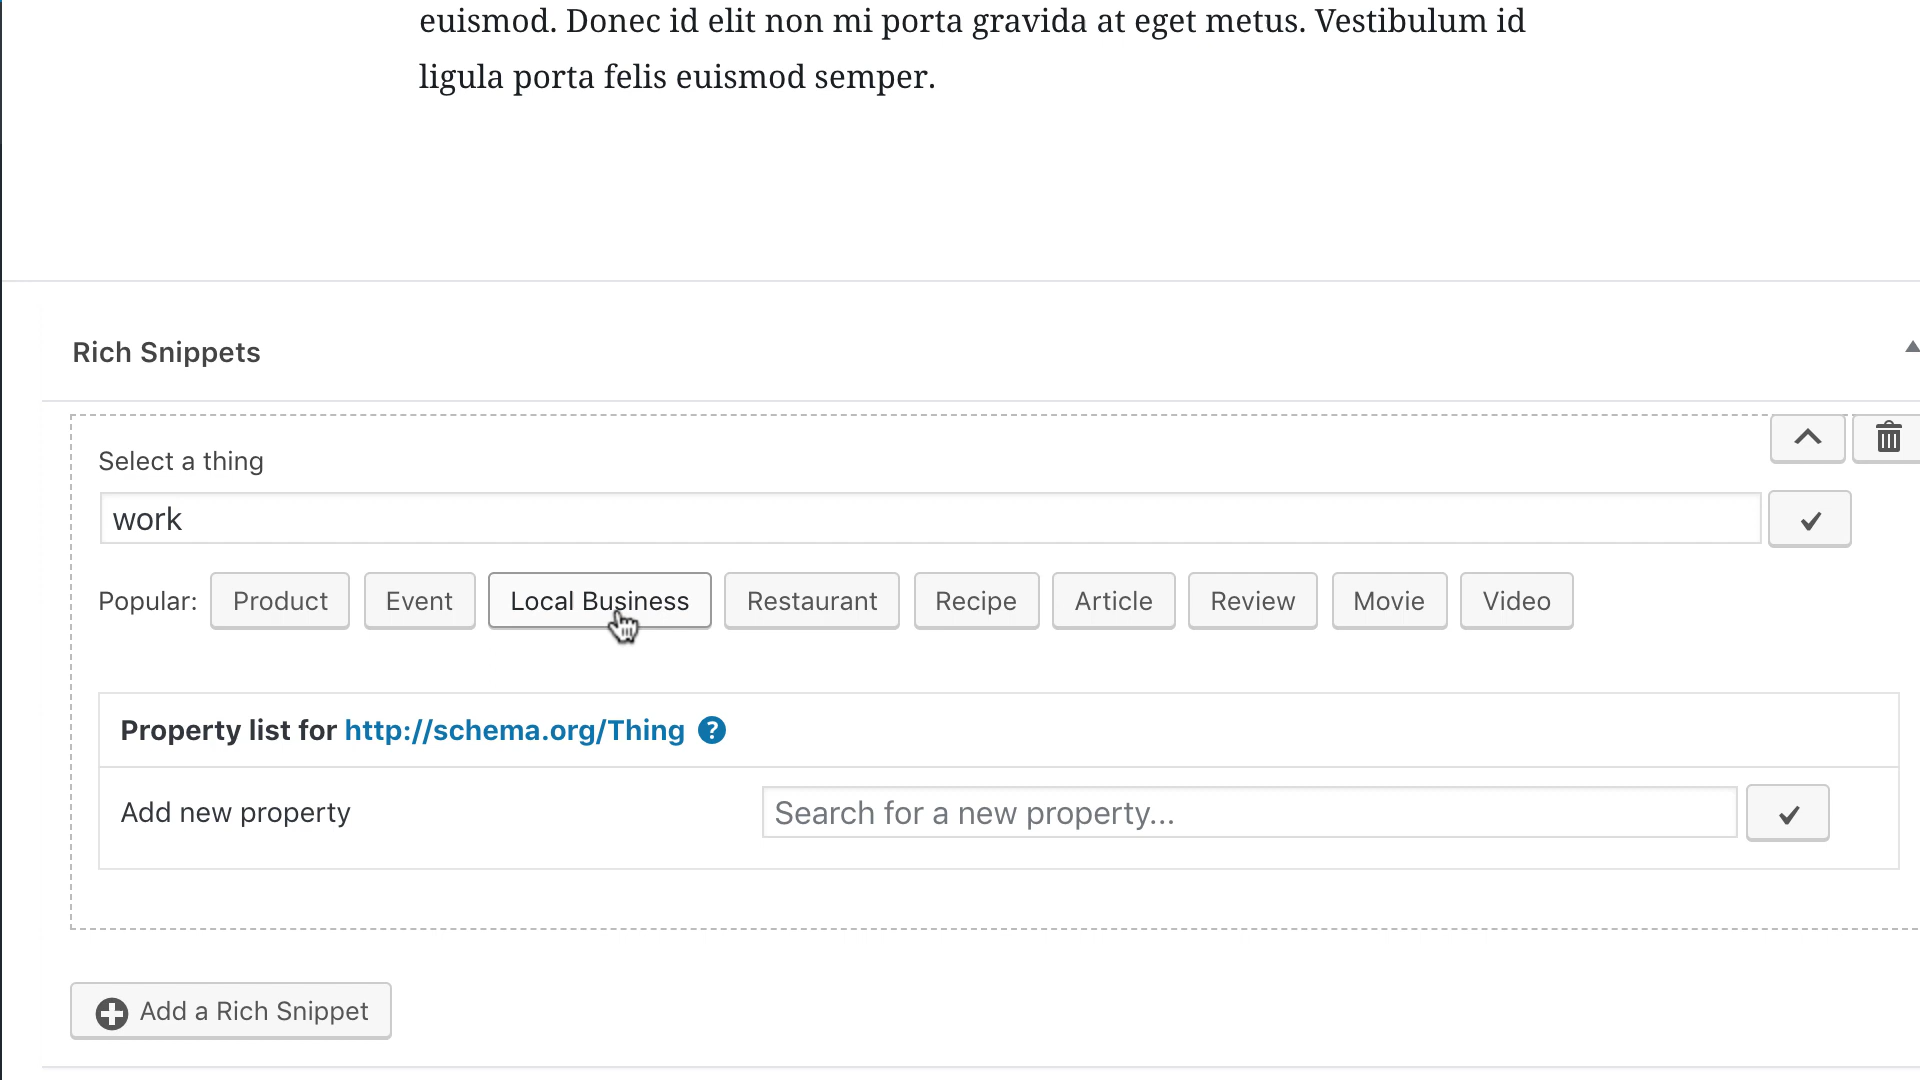 euismod. Donec id elit non mi porta gravida at eget metus. Vestibulum id
ligula porta felis euismod semper.
Rich Snippets
Select a thing
work
Popular: Product Event Local Business Restaurant Recipe Article Review Movie Video
Property list for http://schema.org/Thing ?
Add new property Search for a new property...
Add a Rich Snippet